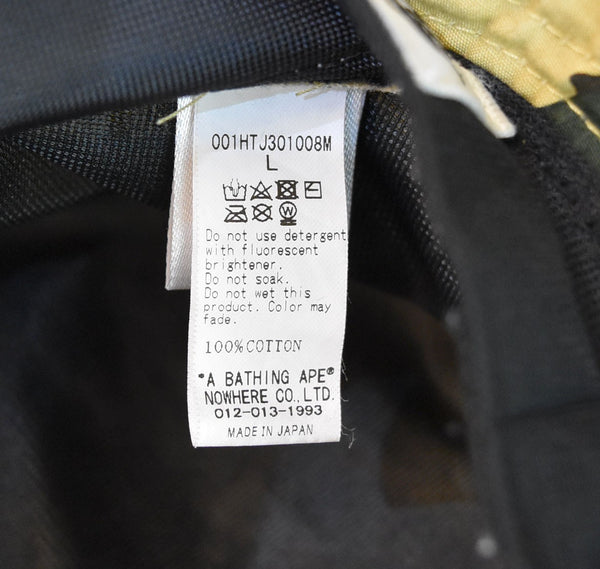 001HTJ301008M
L
W
Do not use detergent
with fluorescent
brightener.
Do not soak.
Do not wet this
product. Color may
fade.
100%COTTON
"A BATHING APE®
NOWHERE CO., LTD.
012-013-1993
MADE IN JAPAN